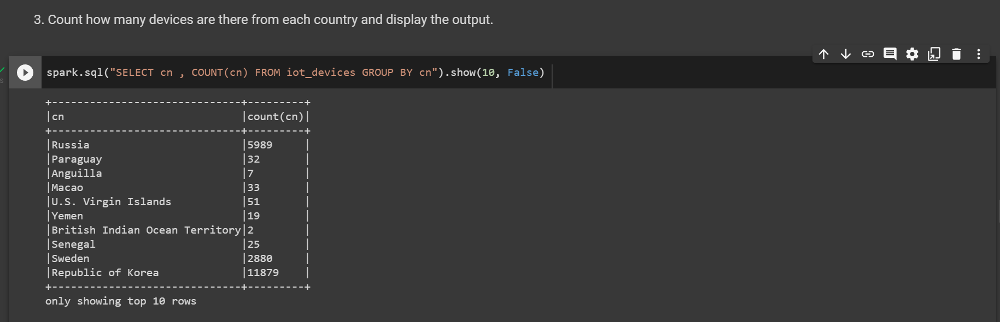 3. Count how many devices are there from each country and display the output.
spark.sql("SELECT cn , COUNT(cn) FROM iot_devices GROUP BY cn").show(10, False)
s
+------------------------------+---------+
|cn                            |count(cn)|
+------------------------------+---------+
|Russia                        |5989     |
|Paraguay                      |32       |
|Anguilla                      |7        |
|Macao                         |33       |
|U.S. Virgin Islands           |51       |
|Yemen                         |19       |
|British Indian Ocean Territory|2        |
|Senegal                       |25       |
|Sweden                        |2880     |
|Republic of Korea             |11879    |
+------------------------------+---------+
only showing top 10 rows